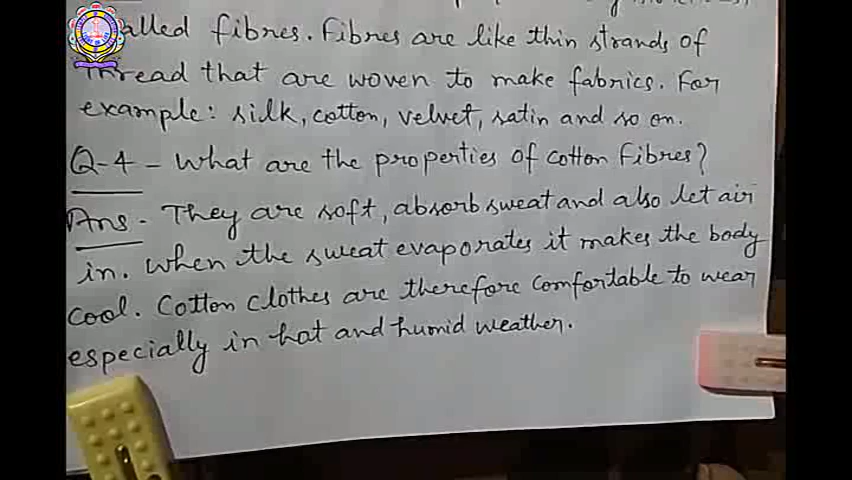 called fibres. Fibres are like thin strands of
thread that are woven to make fabrics. For
example: silk, cotton, velvet, satin and so on.
Q-4 - What are the properties of cotton fibres?
Ans - They are soft, absorb sweat and also let air
in. When the sweat evaporates it makes the body
cool. Cotton clothes are therefore comfortable to wear
especially in hot and humid weather.